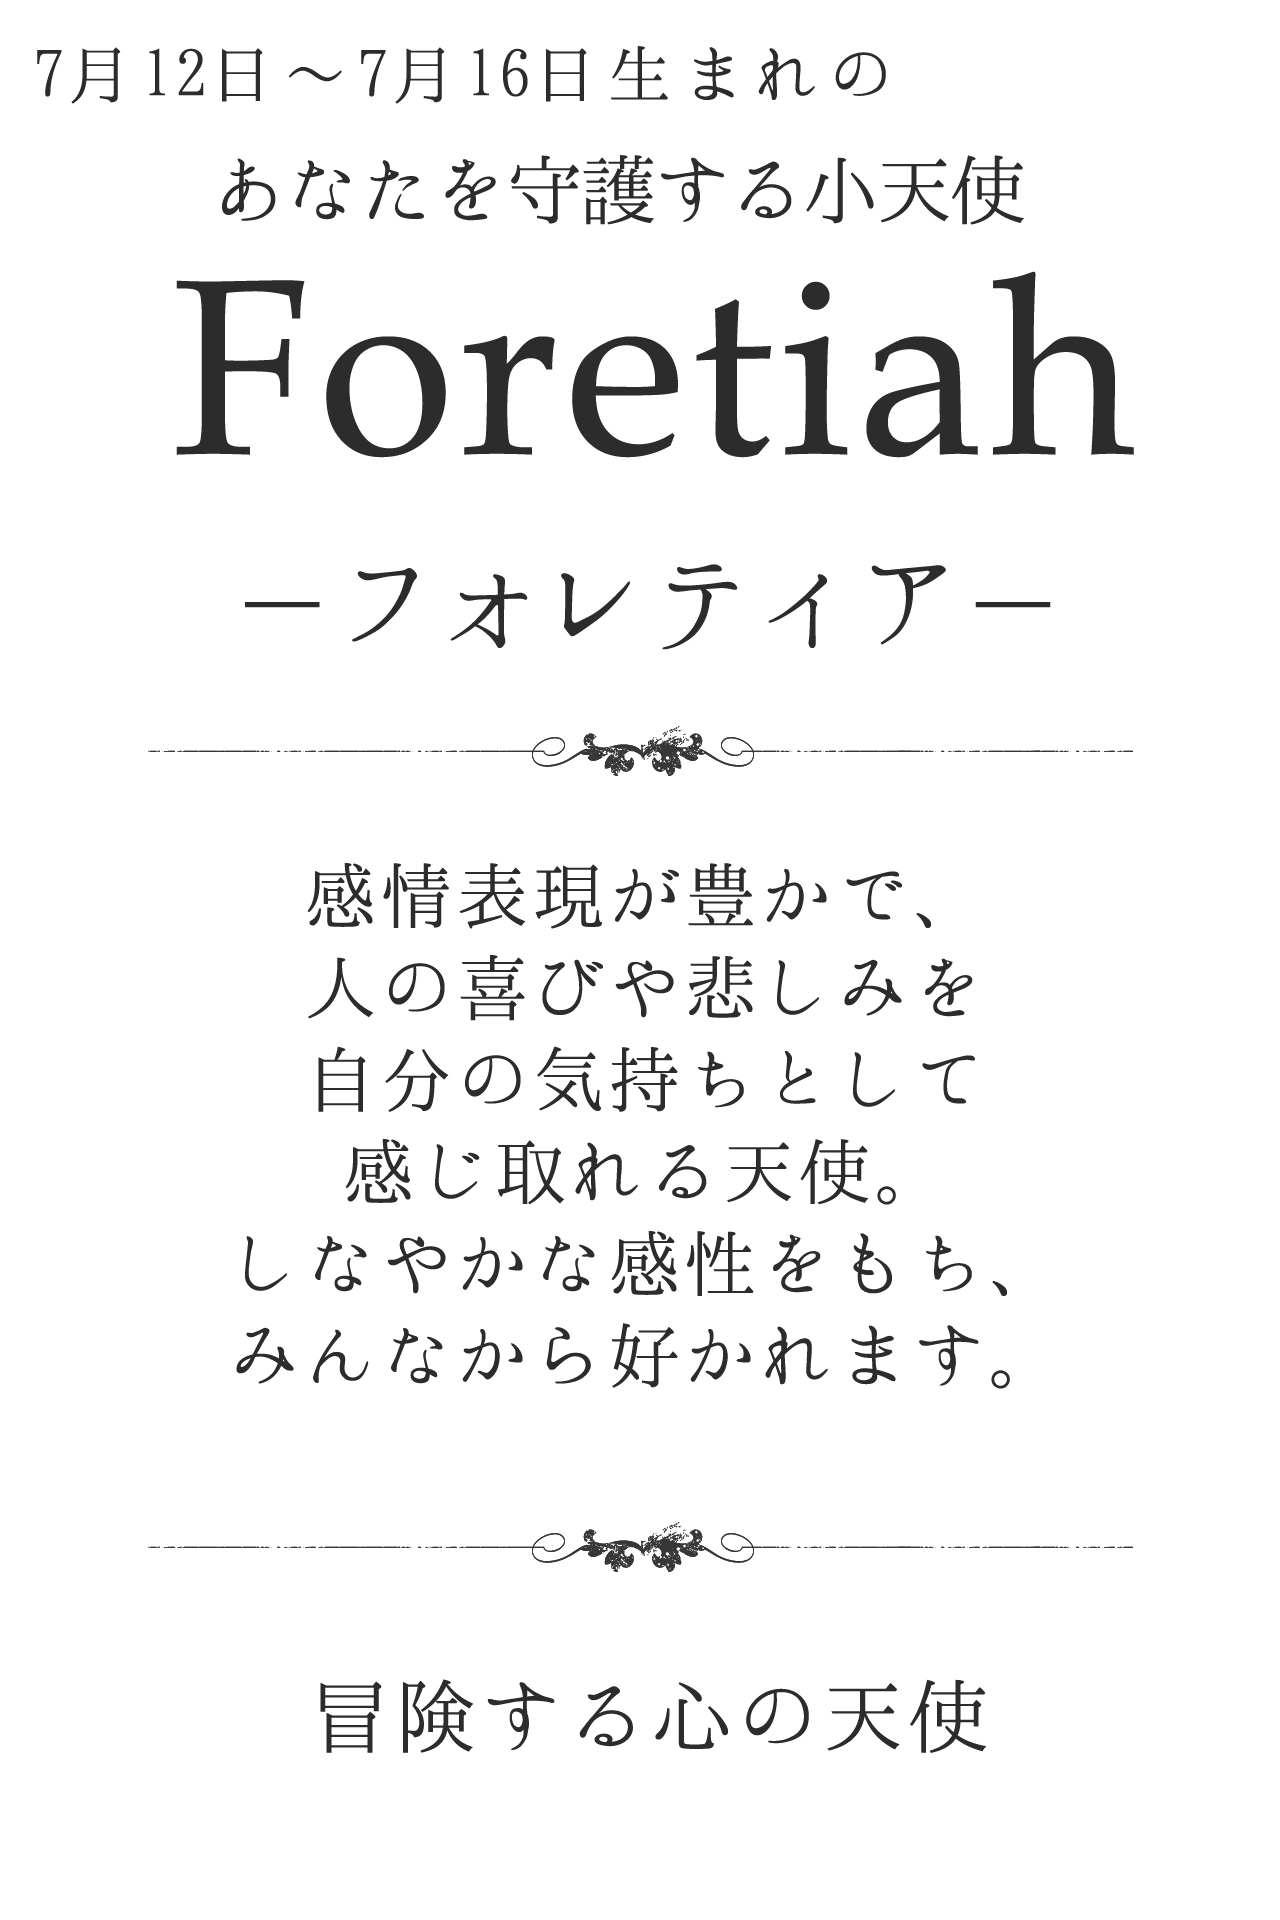 7月12日～7月16日生まれの
あなたを守護する小天使
Foretiah
―フォレティア―
感情表現が豊かで、
人の喜びや悲しみを
自分の気持ちとして
感じ取れる天使。
しなやかな感性をもち、
みんなから好かれます。
冒険する心の天使